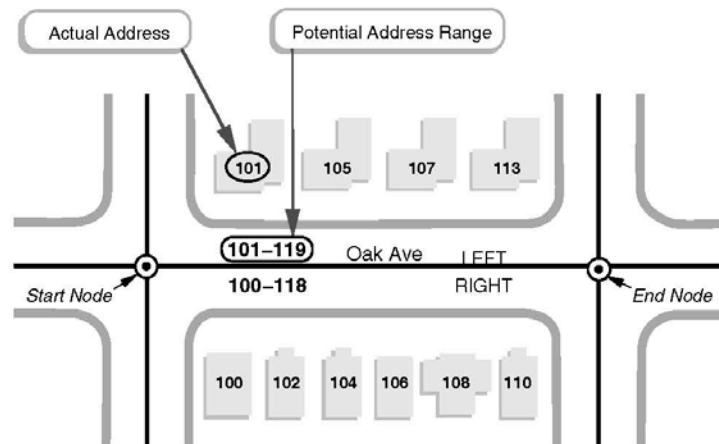 Actual Address
Potential Address Range
101
105
107
113
101–119
Oak Ave
LEFT
Start Node
100–118
RIGHT
End Node
100
102
104
106
108
110